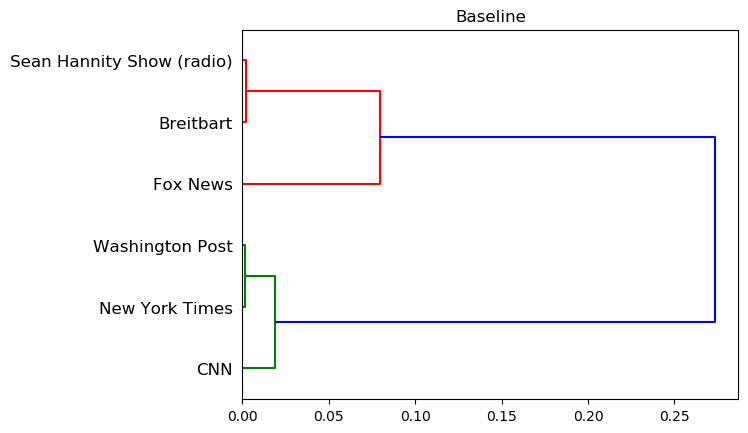 Baseline
Sean Hannity Show (radio)
Breitbart
Fox News
Washington Post
New York Times
CNN
0.00 0.05 0.10 0.15 0.20 0.25